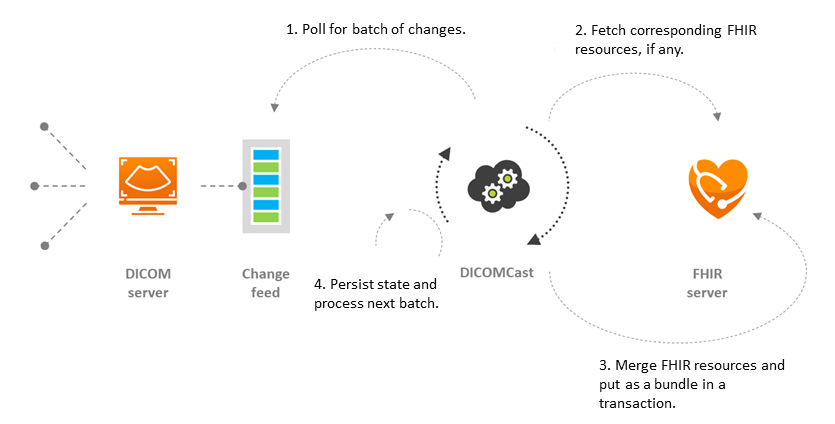 1. Poll for batch of changes.
2. Fetch corresponding FHIR
resources, if any.
DICOM
server
Change
feed
DICOMCast
FHIR
server
4. Persist state and
process next batch.
3. Merge FHIR resources and
put as a bundle in a
transaction.